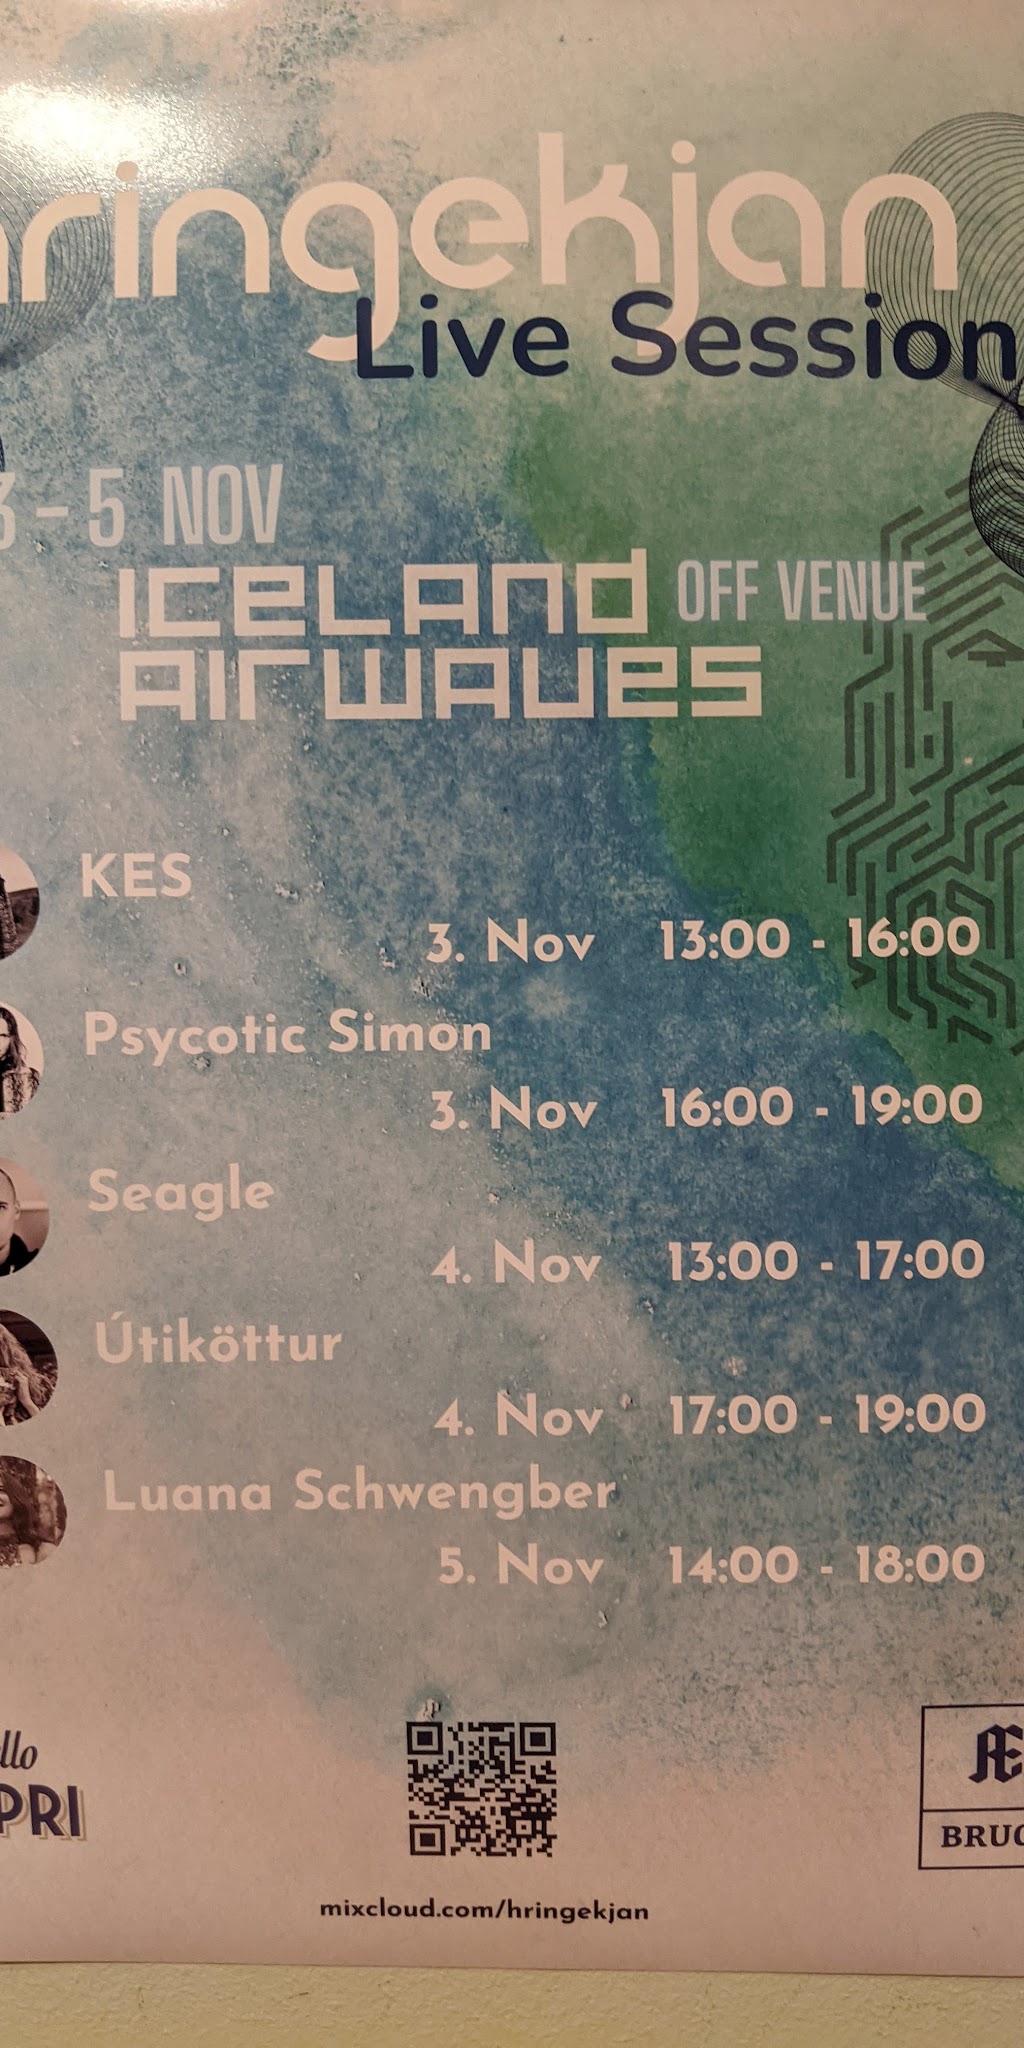 hringekjan
Live Session
3 - 5 NOV
ICELAND OFF VENUE
AIRWAVES
KES
3. Nov 13:00 - 16:00
Psycotic Simon
3. Nov 16:00 - 19:00
Seagle
4. Nov 13:00 - 17:00
Útiköttur
4. Nov 17:00 - 19:00
Luana Schwengber
5. Nov 14:00 - 18:00
mixcloud.com/hringekjan